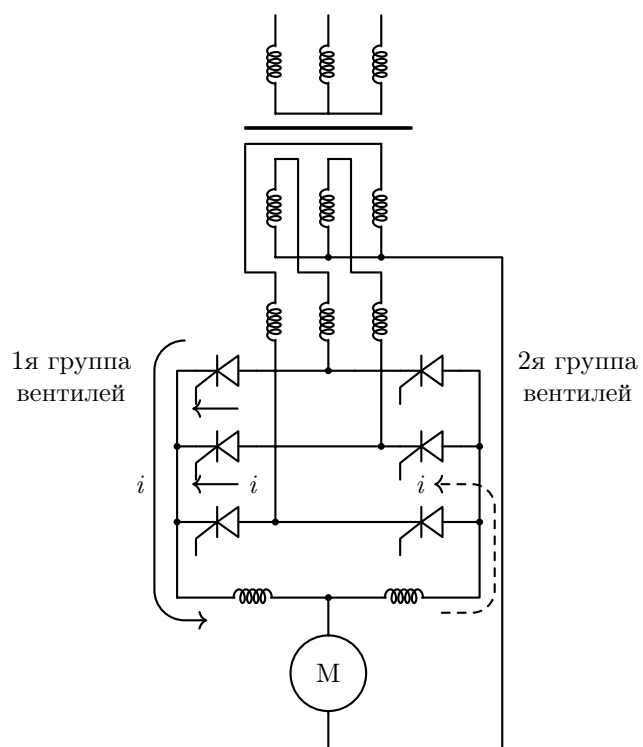 1я группа
вентилей
2я группа
вентилей
i
i
i
М